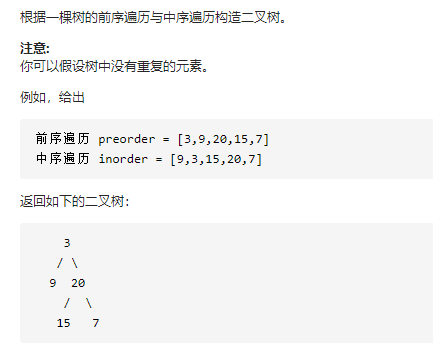 根据一棵树的前序遍历与中序遍历构造二叉树。
注意:
你可以假设树中没有重复的元素。
例如，给出
前序遍历 preorder = [3,9,20,15,7]
中序遍历 inorder = [9,3,15,20,7]
返回如下的二叉树：
3
/ \
9 20
/ \
15 7